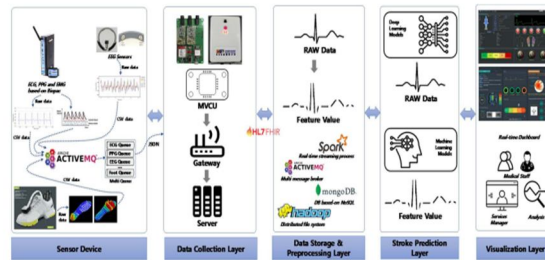 ECG, PPG and EMG
based on Biopac
Raw data
EEG Sensors
Raw data
CSV data
CSV data
ACTIVEMQ
ECG Queue
PPG Queue
EEG Queue
Foot Queue
Multi Queue
JSON
CSV data
Raw
data
Sensor Device
MVCU
Gateway
Server
Data Collection Layer
HL7 FHIR
RAW Data
Feature Value
Spark
Real-time streaming process
ACTIVEMQ
Multi message broker
mongoDB
DB based on NoSQL
hadoop
Distributed file system
Data Storage &
Preprocessing Layer
Deep
Learning
Models
RAW Data
Machine
Learning
Models
Feature Value
Stroke Prediction
Layer
Real-time Dashboard
Medical Staff
Services
Manager
Analysis
Visualization Layer